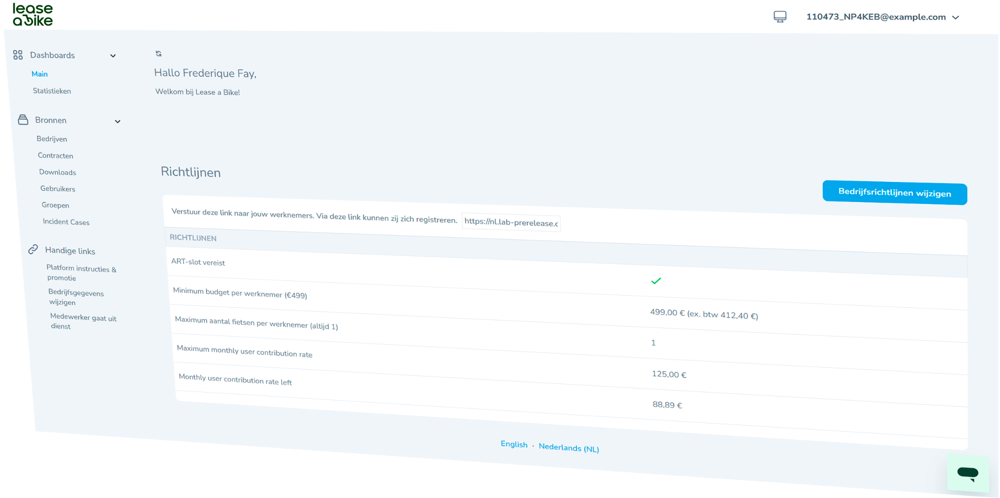 lease
a bike
110473_NP4KEB@example.com
Dashboards
Main
Statistieken
Bronnen
Bedrijven
Contracten
Downloads
Gebruikers
Groepen
Incident Cases
Handige links
Platform instructies &
promotie
Bedrijfsgegevens
wijzigen
Medewerker gaat uit
dienst
Hallo Frederique Fay,
Welkom bij Lease a Bike!
Richtlijnen
Bedrijfsrichtlijnen wijzigen
Verstuur deze link naar jouw werknemers. Via deze link kunnen zij zich registreren. https://nl.lab-prerelease.c
RICHTLIJNEN
ART-slot vereist
Minimum budget per werknemer (€499) 499,00 € (ex. btw 412,40 €)
Maximum aantal fietsen per werknemer (altijd 1) 1
Maximum monthly user contribution rate 125,00 €
Monthly user contribution rate left 88,89 €
English · Nederlands (NL)